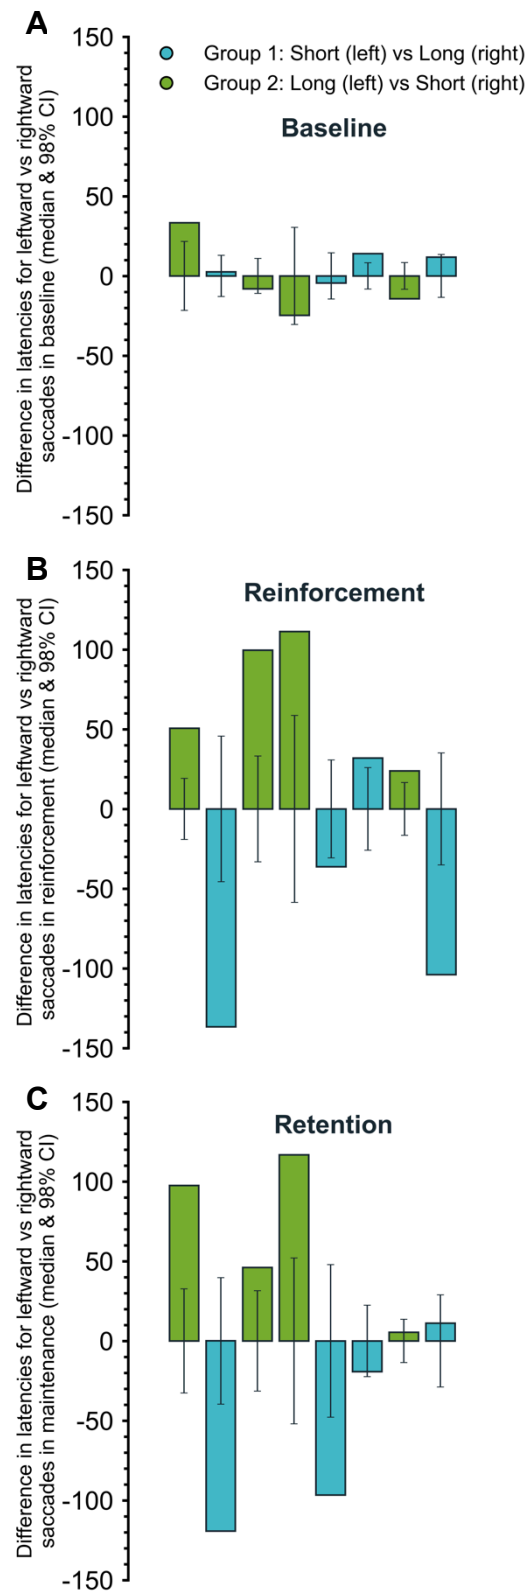 A
Difference in latencies for leftward vs rightward
saccades in baseline (median & 98% CI)
150
100
50
0
-50
-100
-150
Group 1: Short (left) vs Long (right)
Group 2: Long (left) vs Short (right)
Baseline
B
Difference in latencies for leftward vs rightward
saccades in reinforcement (median & 98% CI)
150
100
50
0
-50
-100
-150
Reinforcement
C
Difference in latencies for leftward vs rightward
saccades in maintenance (median & 98% CI)
150
100
50
0
-50
-100
-150
Retention